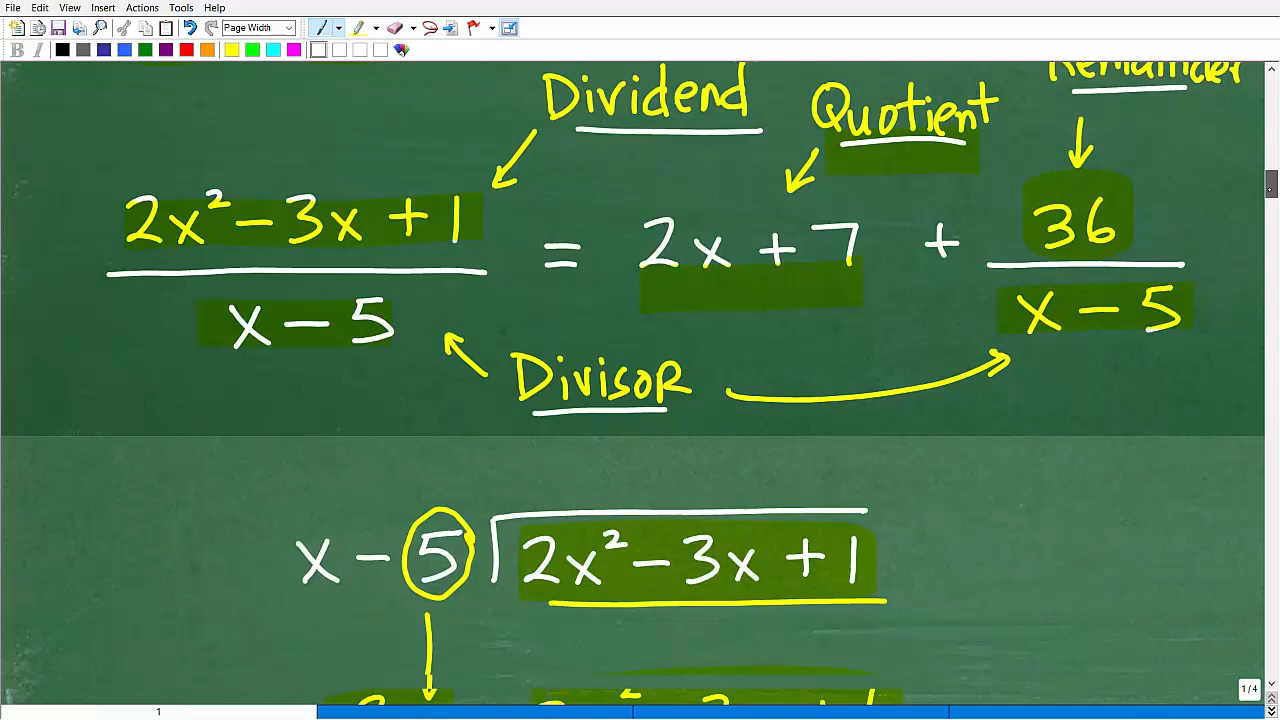 File Edit View Insert Actions Tools Help
Page Width
B I
Remainder
Dividend
Quotient
2x² − 3x + 1 = 2x + 7 + 36
x − 5 x − 5
Divisor
x − 5 2x² − 3x + 1
1/4
1